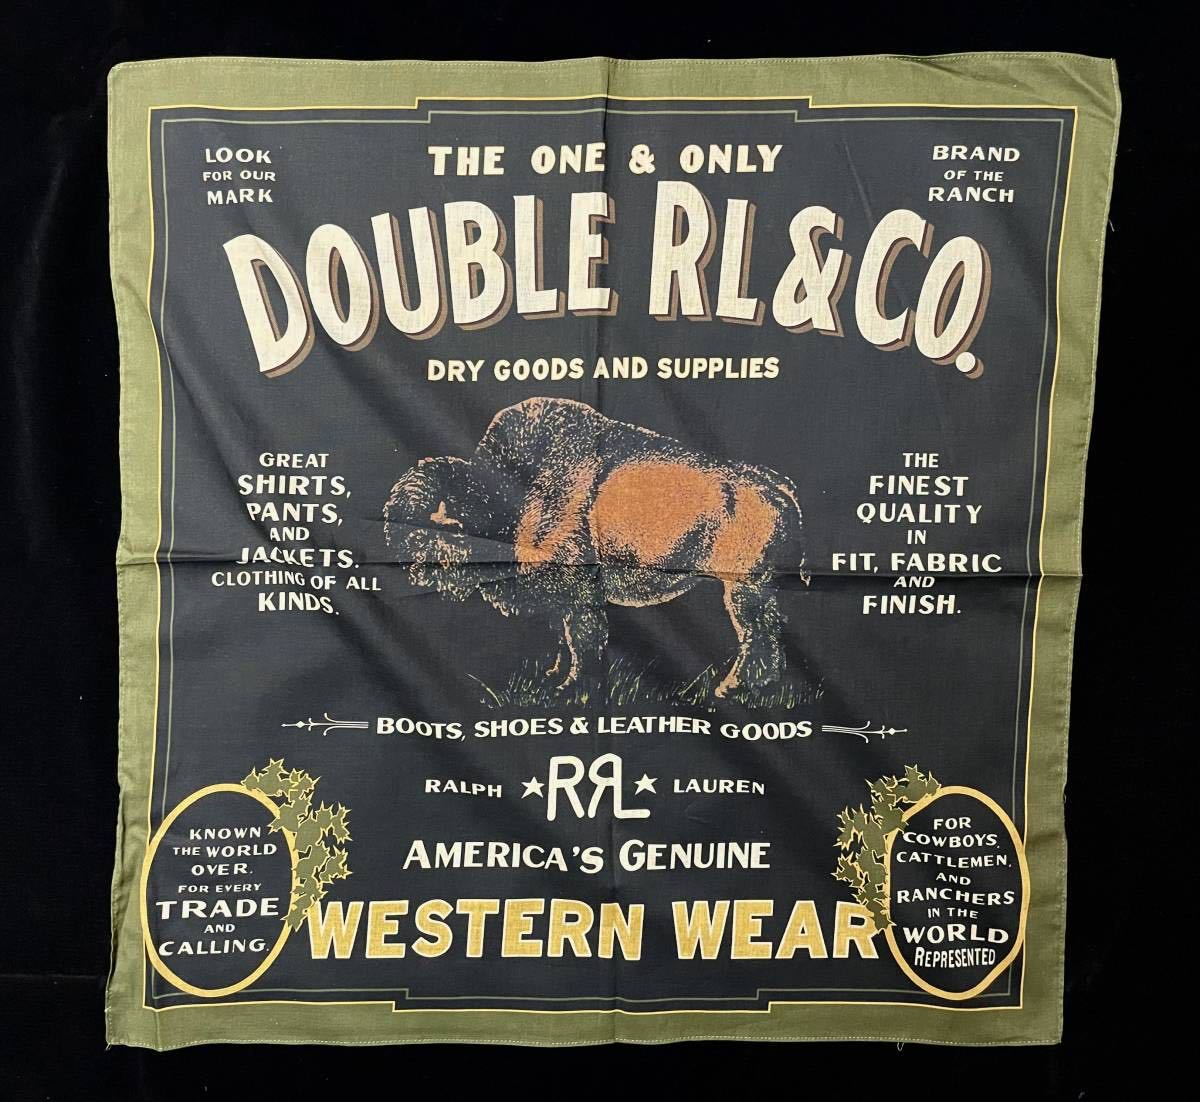 LOOK
FOR OUR
MARK
THE ONE & ONLY
BRAND
OF THE
RANCH
DOUBLE RL & CO.
DRY GOODS AND SUPPLIES
GREAT
SHIRTS,
PANTS,
AND
JACKETS.
CLOTHING OF ALL
KINDS.
THE
FINEST
QUALITY
IN
FIT, FABRIC
AND
FINISH.
BOOTS, SHOES & LEATHER GOODS
RALPH ★RRL★ LAUREN
AMERICA'S GENUINE
WESTERN WEAR
KNOWN
THE WORLD
OVER.
FOR EVERY
TRADE
AND
CALLING.
FOR
COWBOYS,
CATTLEMEN,
AND
RANCHERS
IN THE
WORLD
REPRESENTED